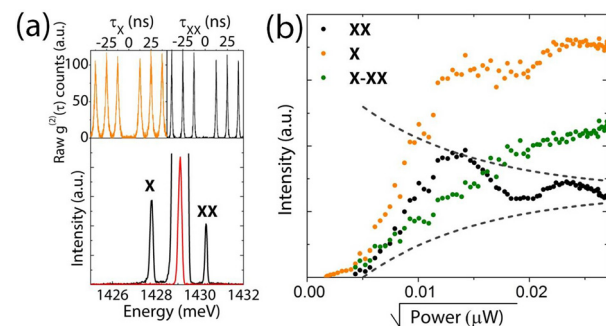 (a)
τX (ns) τXX (ns)
-25 0 25 -25 0 25
Raw g(2)(τ) counts (a.u.)
100
50
0
Intensity (a.u.)
X
XX
1426 1428 1430 1432
Energy (meV)
(b)
XX
X
X-XX
Intensity (a.u.)
0.00 0.01 0.02
√Power (μW)